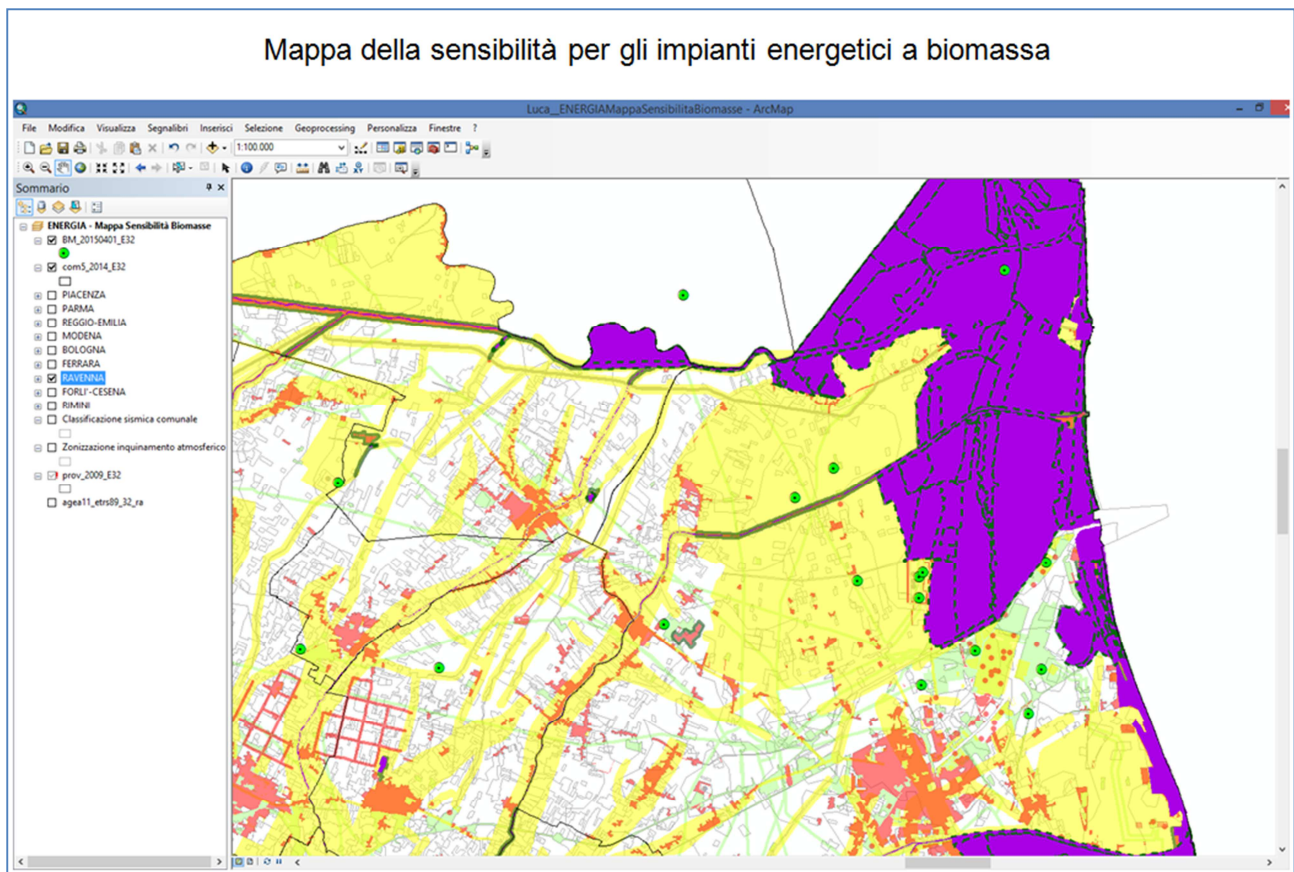 Mappa della sensibilità per gli impianti energetici a biomassa
Luca__ENERGIAMappaSensibilitaBiomasse - ArcMap
File Modifica Visualizza Segnalibri Inserisci Selezione Geoprocessing Personalizza Finestre ?
1:100.000
Sommario
ENERGIA - Mappa Sensibilità Biomasse
BM_20150401_E32
com5_2014_E32
PIACENZA
PARMA
REGGIO-EMILIA
MODENA
BOLOGNA
FERRARA
RAVENNA
FORLI'-CESENA
RIMINI
Classificazione sismica comunale
Zonizzazione inquinamento atmosferico
prov_2009_E32
agea11_etrs89_32_ra